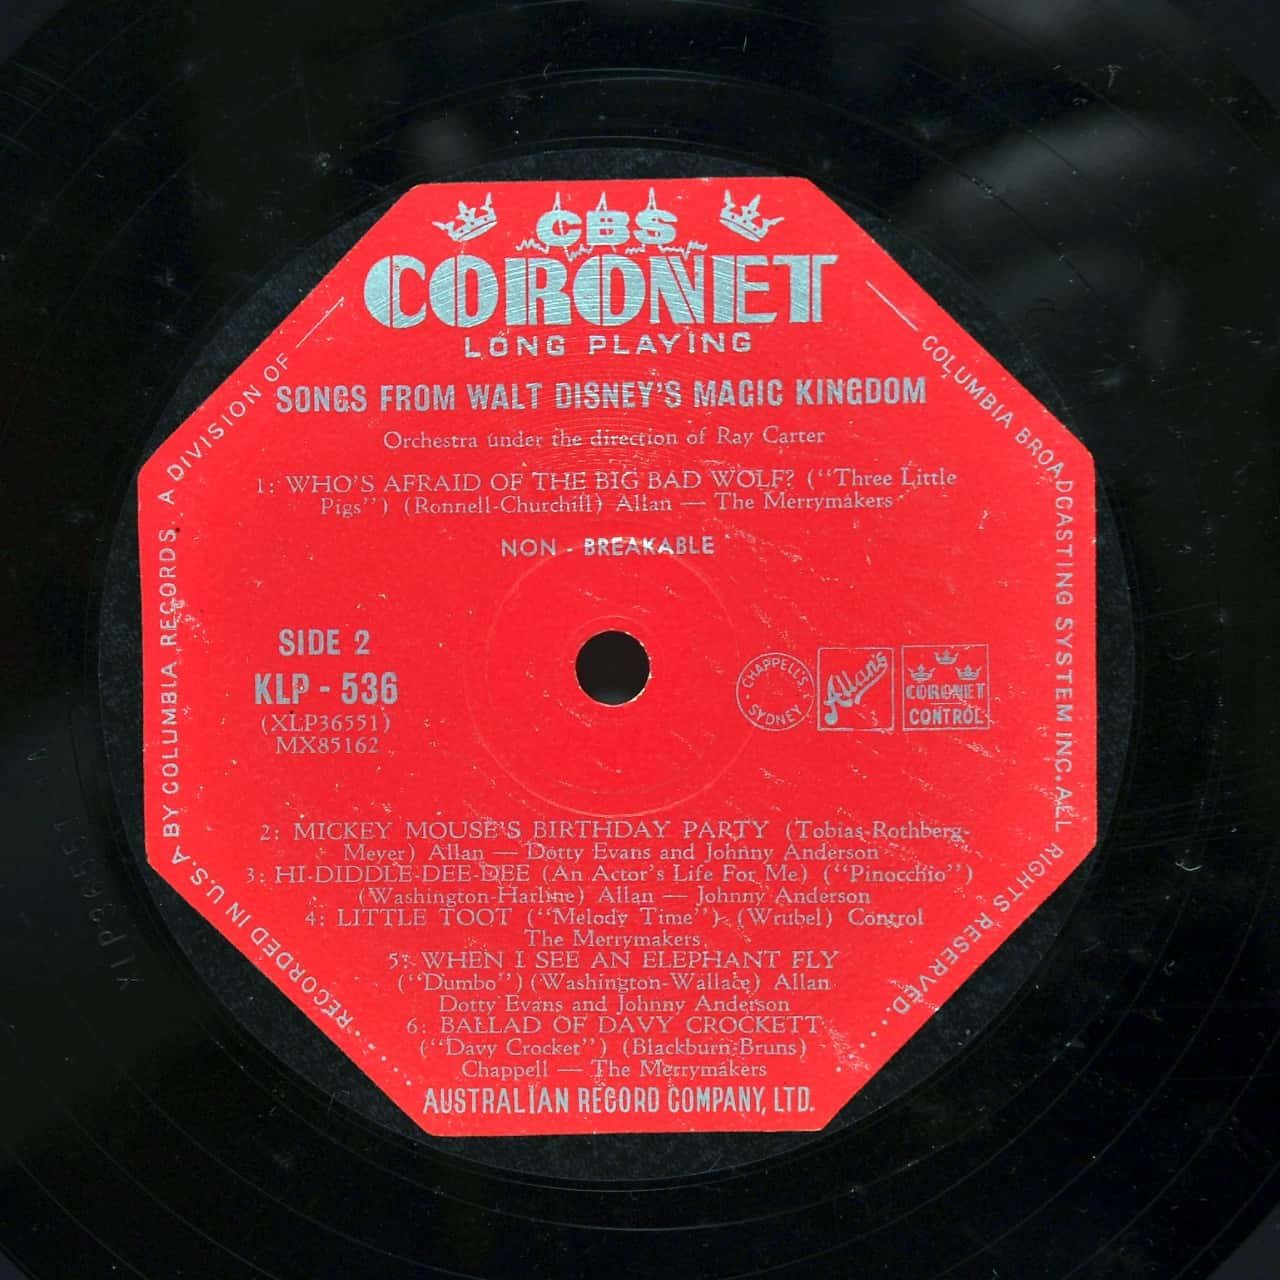 CBS
CORONET
LONG PLAYING
SONGS FROM WALT DISNEY'S MAGIC KINGDOM
Orchestra under the direction of Ray Carter
1: WHO'S AFRAID OF THE BIG BAD WOLF? ("Three Little
Pigs") (Ronnell-Churchill) Allan — The Merrymakers
NON - BREAKABLE
SIDE 2
KLP - 536
(XLP36551)
MX85162
CHAPPELL'S
SYDNEY
Allan's
3
CORONET
CONTROL
2: MICKEY MOUSE'S BIRTHDAY PARTY (Tobias-Rothberg-
Meyer) Allan — Dotty Evans and Johnny Anderson
3: HI-DIDDLE-DEE-DEE (An Actor's Life For Me) ("Pinocchio")
(Washington-Harline) Allan — Johnny Anderson
4: LITTLE TOOT ("Melody Time") (Wrubel) Control
The Merrymakers
5: WHEN I SEE AN ELEPHANT FLY
("Dumbo") (Washington-Wallace) Allan
Dotty Evans and Johnny Anderson
6: BALLAD OF DAVY CROCKETT
("Davy Crocket") (Blackburn-Bruns)
Chappell — The Merrymakers
AUSTRALIAN RECORD COMPANY, LTD.
...RECORDED IN U.S.A BY COLUMBIA RECORDS. A DIVISION OF —
— COLUMBIA BROADCASTING SYSTEM INC. ALL RIGHTS RESERVED...